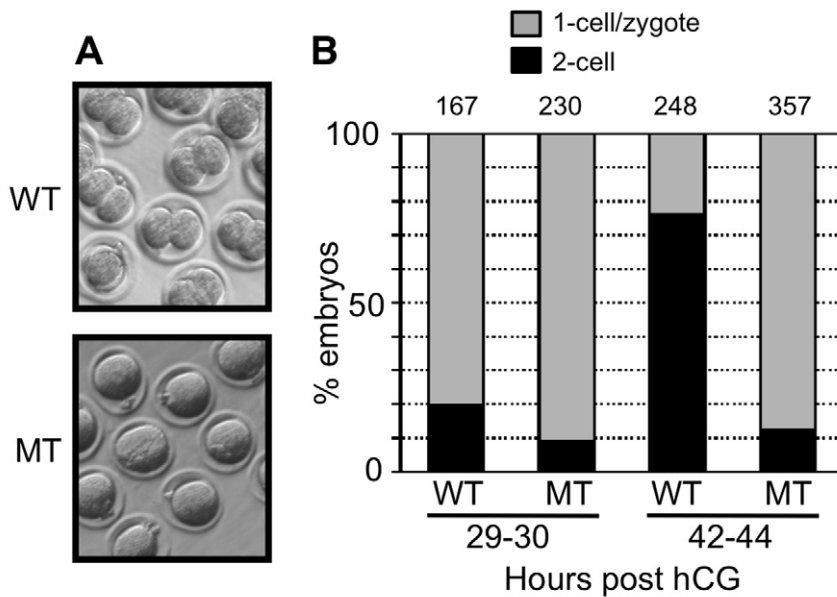 A
WT
MT
B
1-cell/zygote
2-cell
167 230 248 357
100
50
0
% embryos
WT MT WT MT
29-30 42-44
Hours post hCG